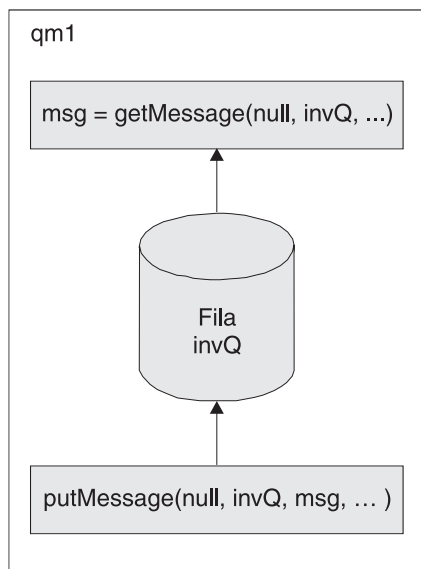 qm1
msg = getMessage(null, invQ, ...)
Fila
invQ
putMessage(null, invQ, msg, ... )